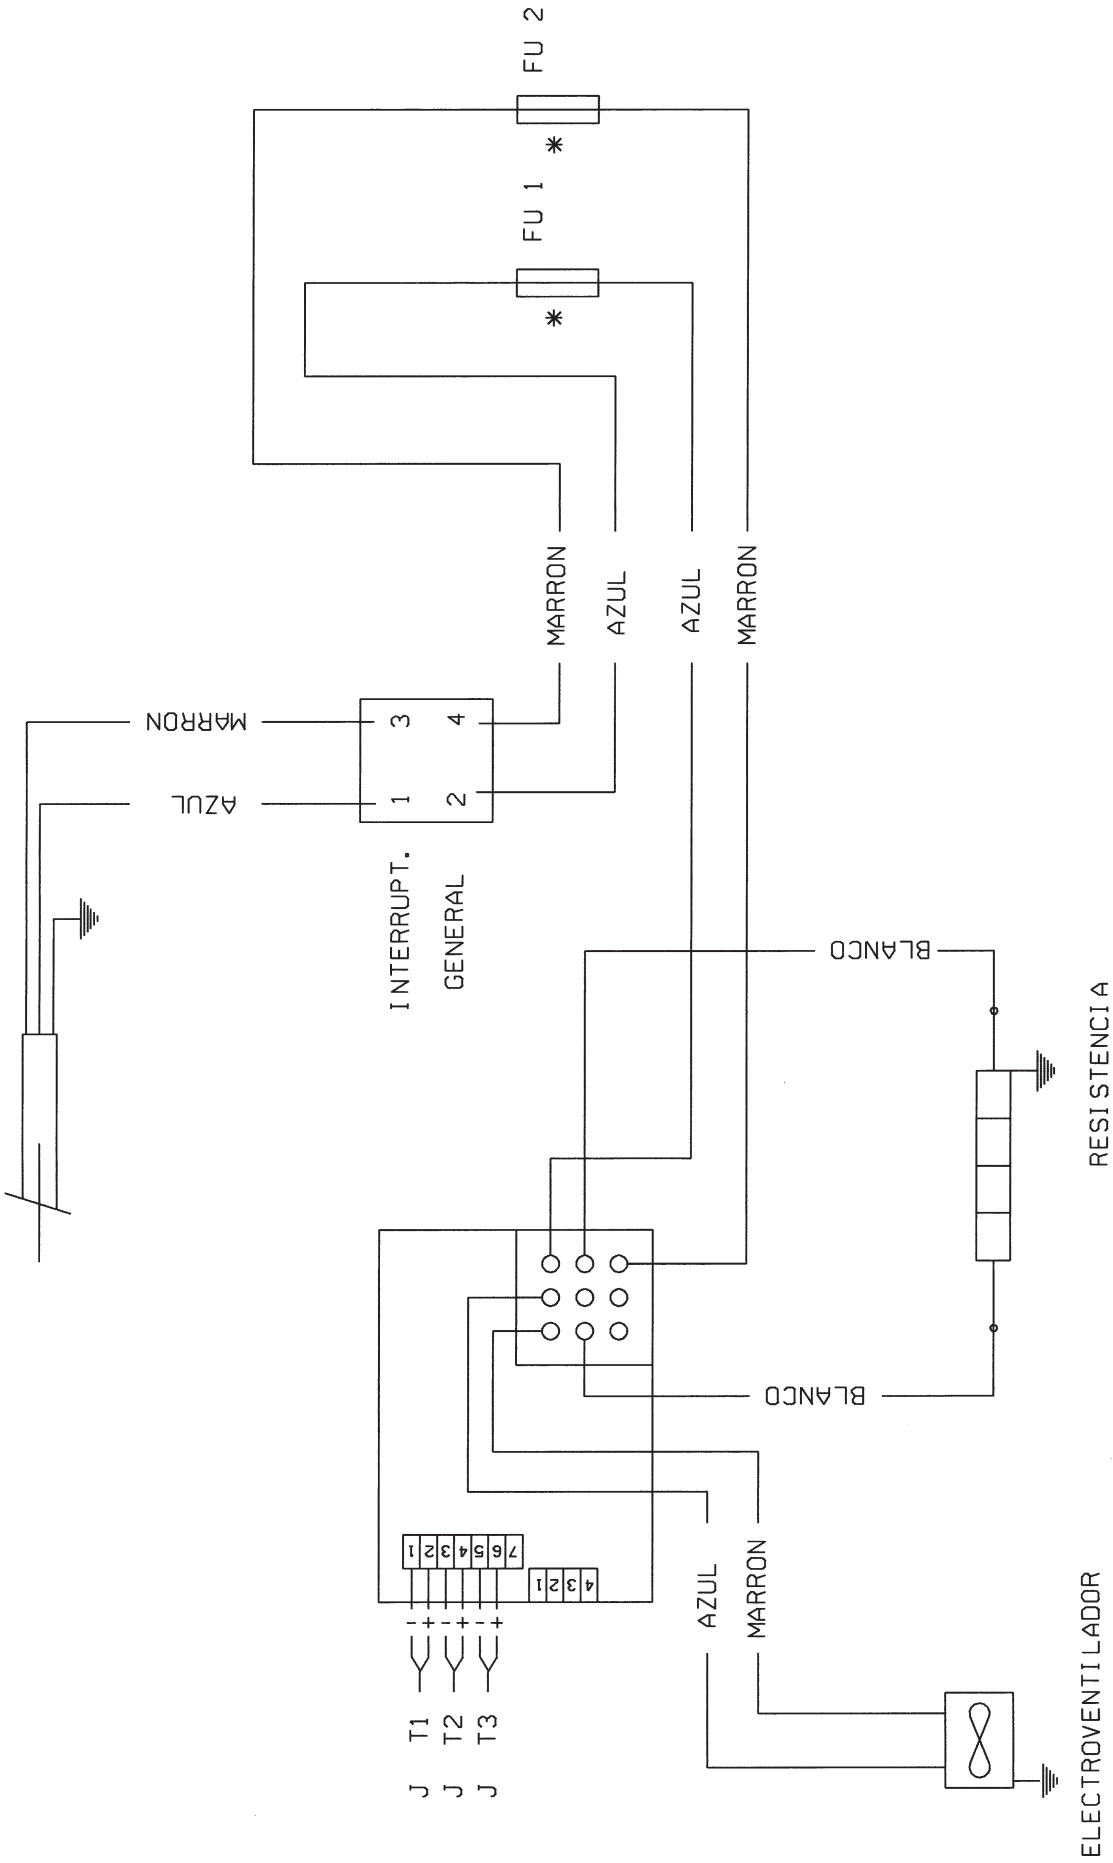 FU 2
*
FU 1
*
MARRON
AZUL
AZUL
MARRON
MARRON
AZUL
3 4
1 2
INTERRUPT.
GENERAL
BLANCO
RESISTENCIA
BLANCO
1 2 3 4 5 6 7
1 2 3 4
- + - + - +
J T1
J T2
J T3
AZUL
MARRON
ELECTROVENTILADOR